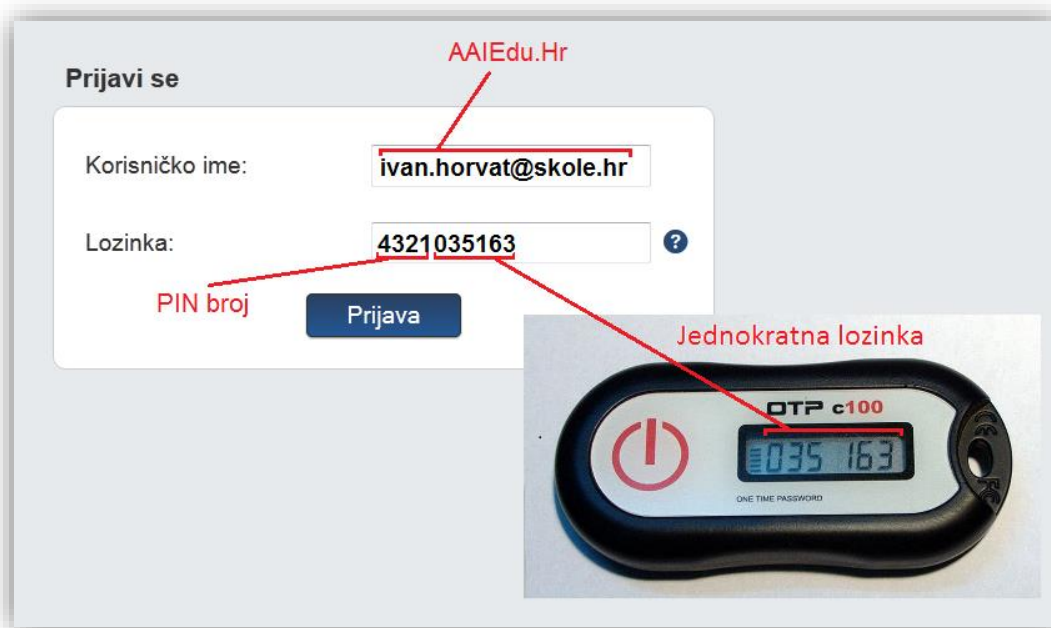 AAIEdu.Hr
Prijavi se
Korisničko ime:
ivan.horvat@skole.hr
Lozinka:
4321035163
?
PIN broj
Prijava
Jednokratna lozinka
OTP c100
035 163
ONE TIME PASSWORD
CE